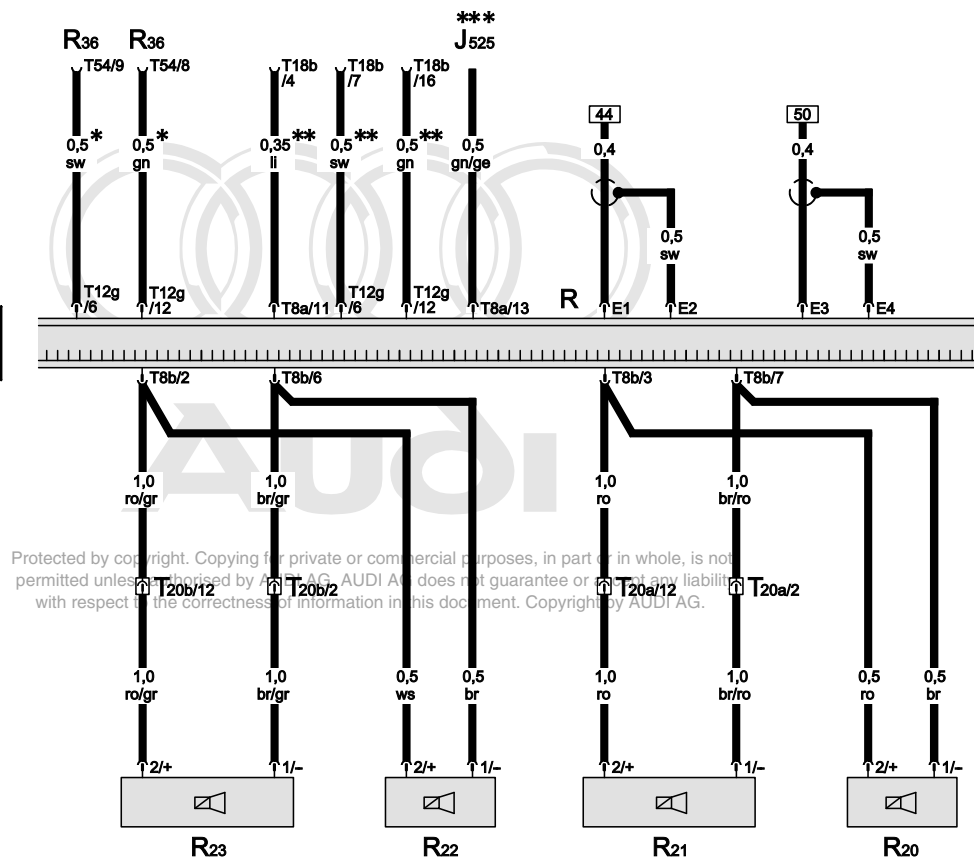 ***
R36 R36 J525
T54/9 T54/8 T18b T18b T18b
/4 /7 /16
44 50
0,5* 0,5* 0,35** 0,5** 0,5** 0,5 0,4 0,4
sw gn li sw gn gn/ge
0,5 0,5
sw sw
T12g T12g T12g T12g
/6 /12 T8a/11 /6 /12 T8a/13 R E1 E2 E3 E4
T8b/2 T8b/6 T8b/3 T8b/7
Audi
1,0 1,0 1,0 1,0
ro/gr br/gr ro br/ro
Protected by copyright. Copying for private or commercial purposes, in part or in whole, is not
permitted unless authorised by AUDI AG. AUDI AG does not guarantee or accept any liability
T20b/12 T20b/2 T20a/12 T20a/2
with respect to the correctness of information in this document. Copyright by AUDI AG.
1,0 1,0 0,5 0,5 1,0 1,0 0,5 0,5
ro/gr br/gr ws br ro br/ro ro br
2/+ 1/– 2/+ 1/– 2/+ 1/– 2/+ 1/–
R23 R22 R21 R20